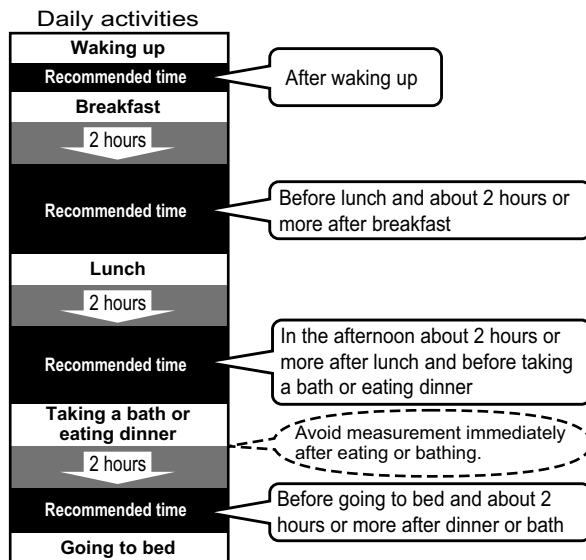 Daily activities
Waking up
Recommended time
After waking up
Breakfast
2 hours
Recommended time
Before lunch and about 2 hours or
more after breakfast
Lunch
2 hours
Recommended time
In the afternoon about 2 hours or
more after lunch and before taking
a bath or eating dinner
Taking a bath or
eating dinner
Avoid measurement immediately
after eating or bathing.
2 hours
Recommended time
Before going to bed and about 2
hours or more after dinner or bath
Going to bed